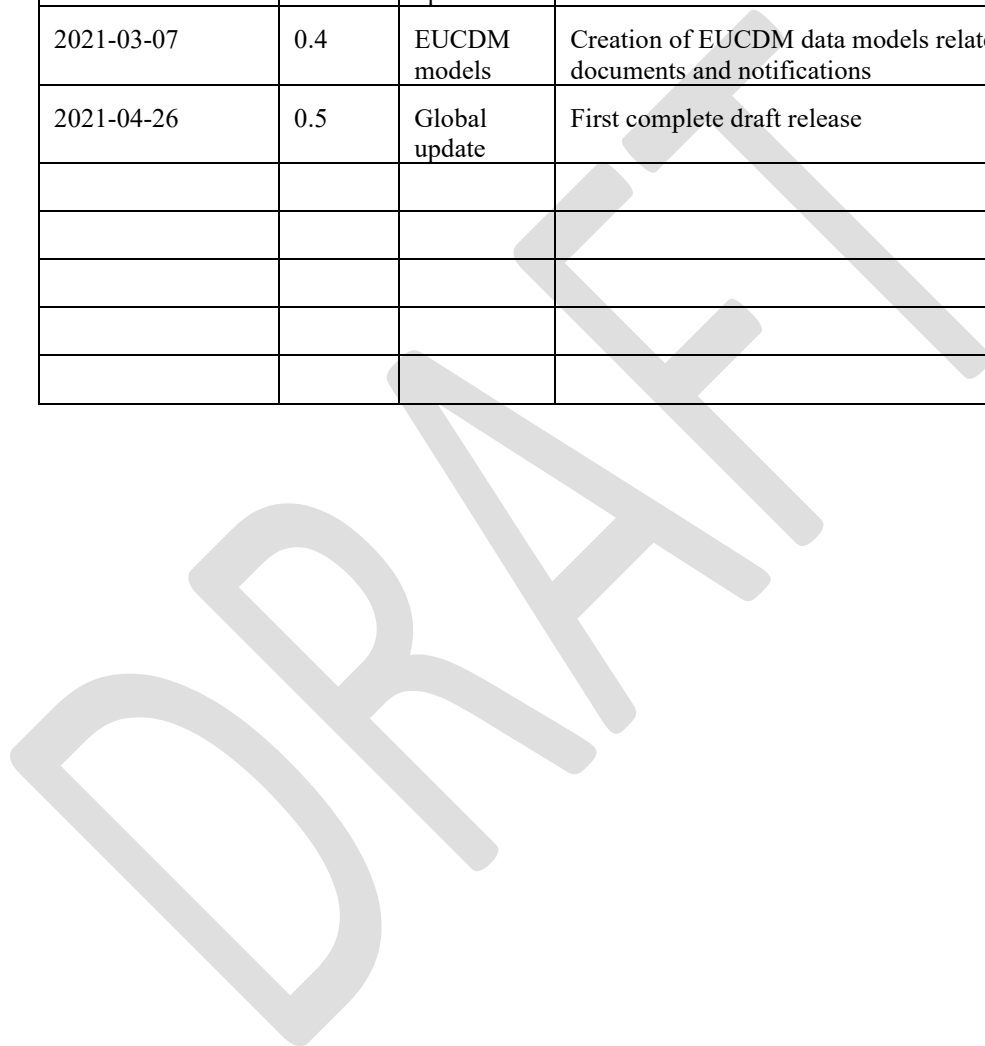 2021-03-07 0.4 EUCDM Creation of EUCDM data models
models documents and notifications
2021-04-26 0.5 Global First complete draft release
update
DRAFT